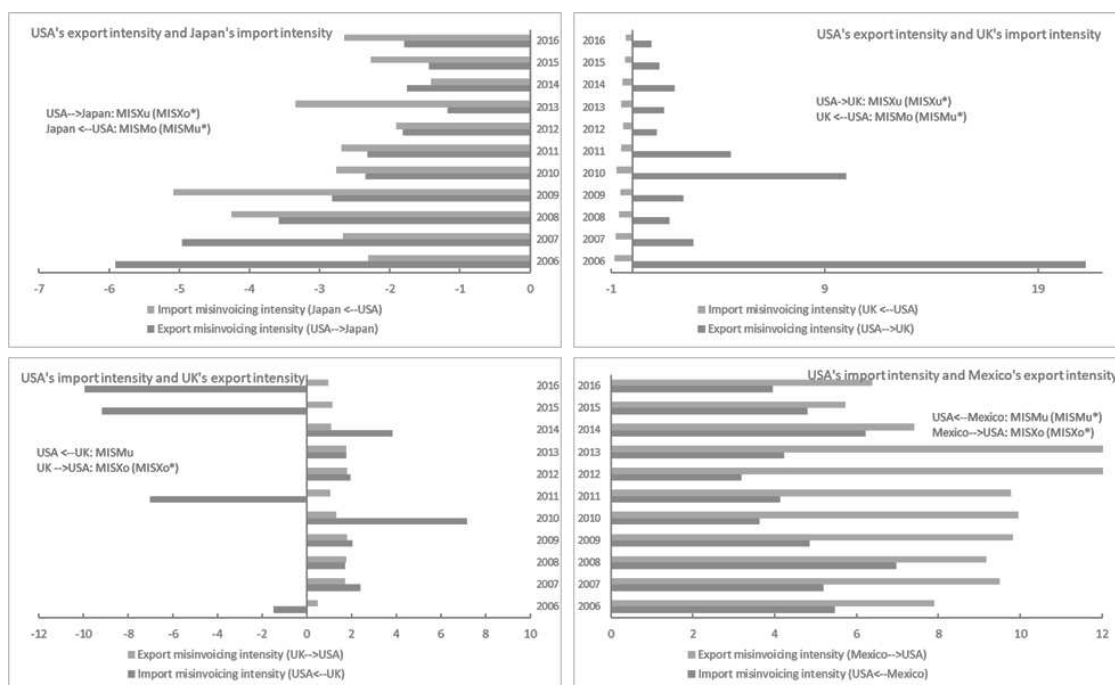 USA's export intensity and Japan's import intensity
USA-->Japan: MISXu (MISXo*)
Japan <--USA: MISMo (MISMu*)
2016
2015
2014
2013
2012
2011
2010
2009
2008
2007
2006
-7 -6 -5 -4 -3 -2 -1 0
Import misinvoicing intensity (Japan <--USA)
Export misinvoicing intensity (USA-->Japan)
USA's export intensity and UK's import intensity
USA->UK: MISXu (MISXu*)
UK <--USA: MISMo (MISMu*)
2016
2015
2014
2013
2012
2011
2010
2009
2008
2007
2006
-1 9 19
Import misinvoicing intensity (UK <--USA)
Export misinvoicing intensity (USA-->UK)
USA's import intensity and UK's export intensity
USA <--UK: MISMu
UK -->USA: MISXo (MISXo*)
2016
2015
2014
2013
2012
2011
2010
2009
2008
2007
2006
-12 -10 -8 -6 -4 -2 0 2 4 6 8 10
Export misinvoicing intensity (UK-->USA)
Import misinvoicing intensity (USA<--UK)
USA's import intensity and Mexico's export intensity
USA<--Mexico: MISMu (MISMu*)
Mexico-->USA: MISXo (MISXo*)
2016
2015
2014
2013
2012
2011
2010
2009
2008
2007
2006
0 2 4 6 8 10 12
Export misinvoicing intensity (Mexico-->USA)
Import misinvoicing intensity (USA<--Mexico)